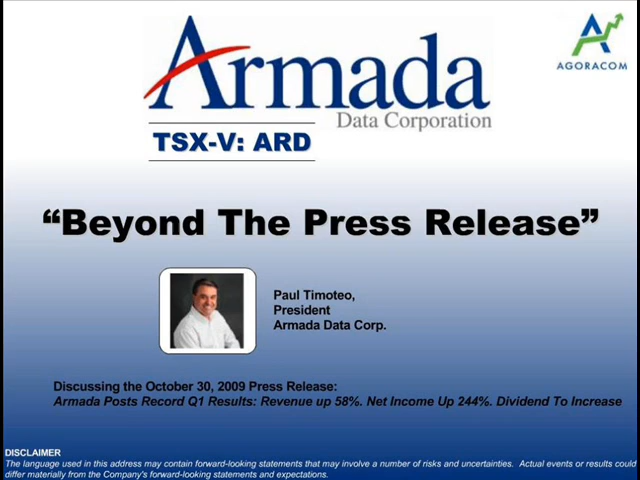 Armada
Data Corporation
AGORACOM
TSX-V: ARD
“Beyond The Press Release”
Paul Timoteo,
President
Armada Data Corp.
Discussing the October 30, 2009 Press Release:
Armada Posts Record Q1 Results: Revenue up 58%. Net Income Up 244%. Dividend To Increase
DISCLAIMER
The language used in this address may contain forward-looking statements that may involve a number of risks and uncertainties. Actual events or results could
differ materially from the Company's forward-looking statements and expectations.